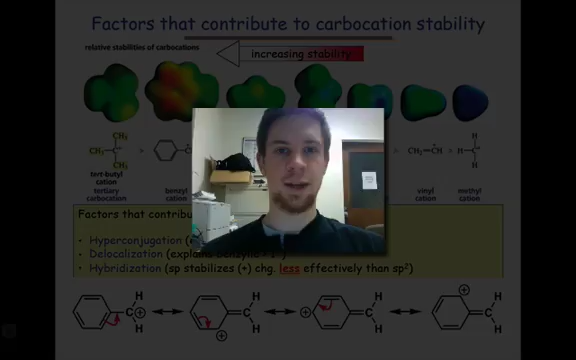 Factors that contribute to carbocation stability
relative stabilities of carbocations
increasing stability
CH₃
CH₃—C⁺ >
CH₃
tert-butyl
cation
tertiary
carbocation
benzyl
cation
CH₂=CH >
vinyl
cation
H
H—C⁺
H
methyl
cation
Factors that contrib
• Hyperconjugation (
• Delocalization (explains benzylic
• Hybridization (sp stabilizes (+) chg. less effectively than sp²)
H H H H
C⊕ C C C
H H H H
⊕ ⊕ ⊕